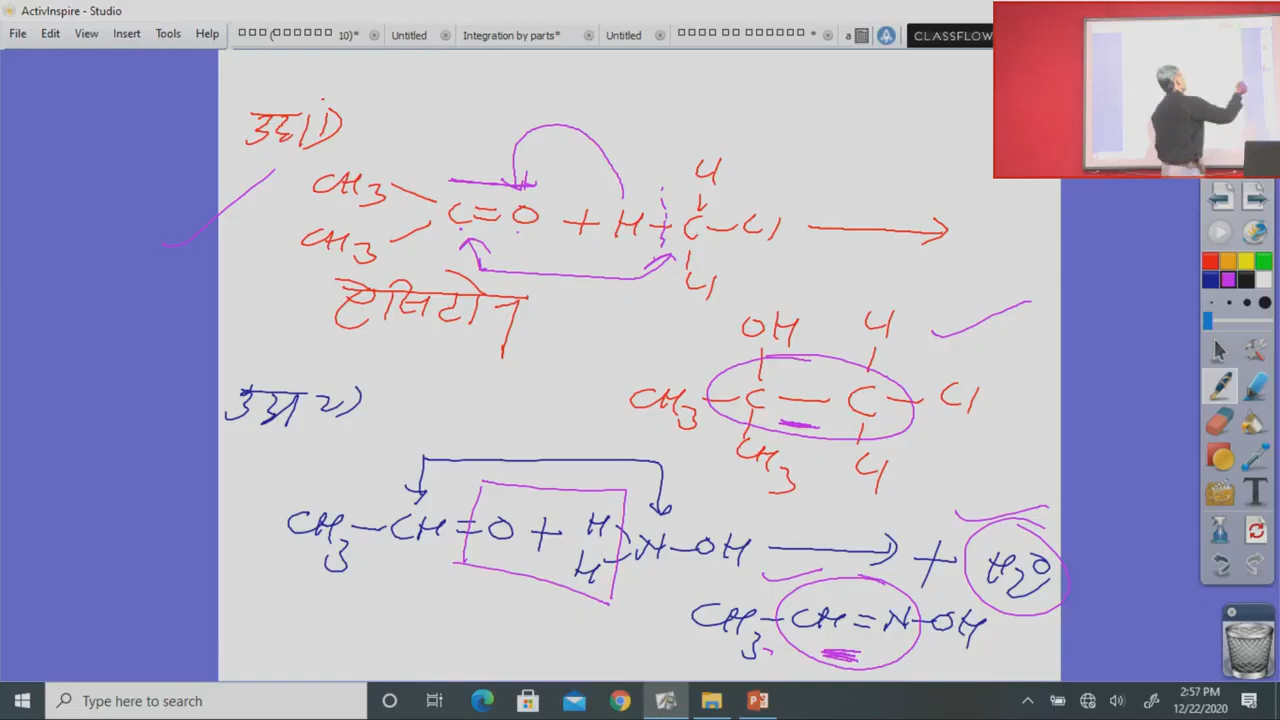 ActivInspire - Studio
File Edit View Insert Tools Help
10)* Untitled Integration by parts* Untitled * a CLASSFLOW
उदा 1)
CH3
CH3
C = O + H - C - Cl
Cl
Cl
एसिटोन
OH Cl
CH3 - C - C - Cl
CH3 Cl
उदा 2)
CH3 - CH = O + H
H
N - OH
+ H2O
CH3 - CH = N - OH
Type here to search
2:57 PM
12/22/2020